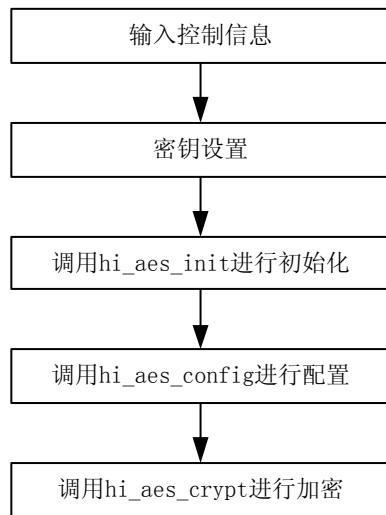 输入控制信息
密钥设置
调用hi_aes_init进行初始化
调用hi_aes_config进行配置
调用hi_aes_crypt进行加密